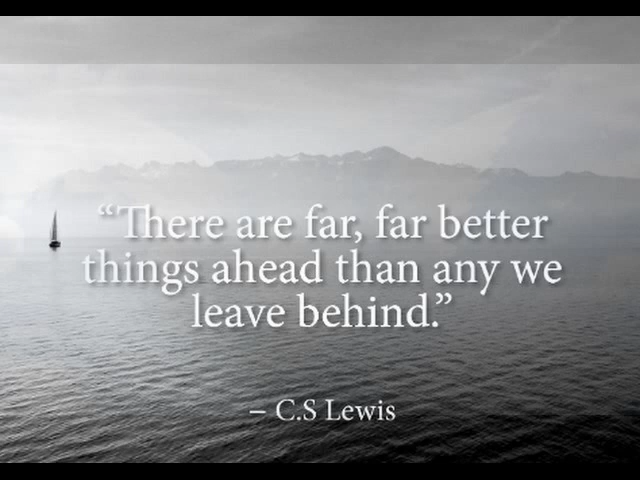 “There are far, far better
things ahead than any we
leave behind.”
– C.S Lewis